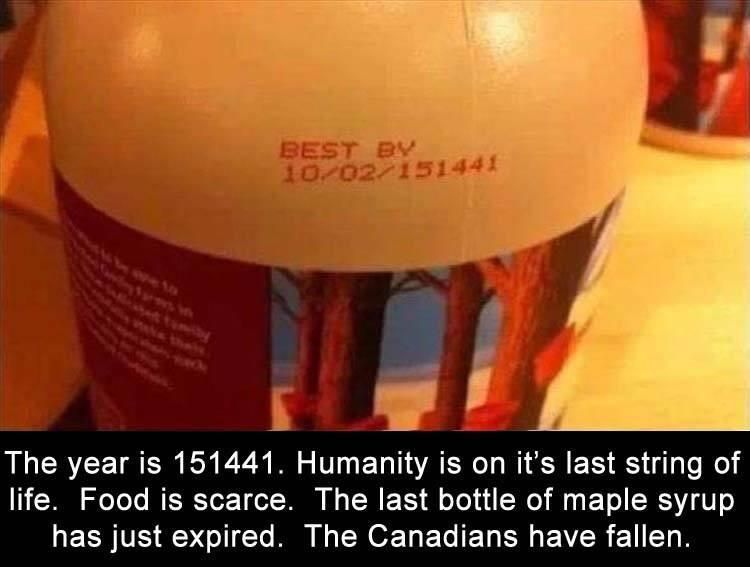 BEST BY
10/02/151441
The year is 151441. Humanity is on it's last string of
life. Food is scarce. The last bottle of maple syrup
has just expired. The Canadians have fallen.